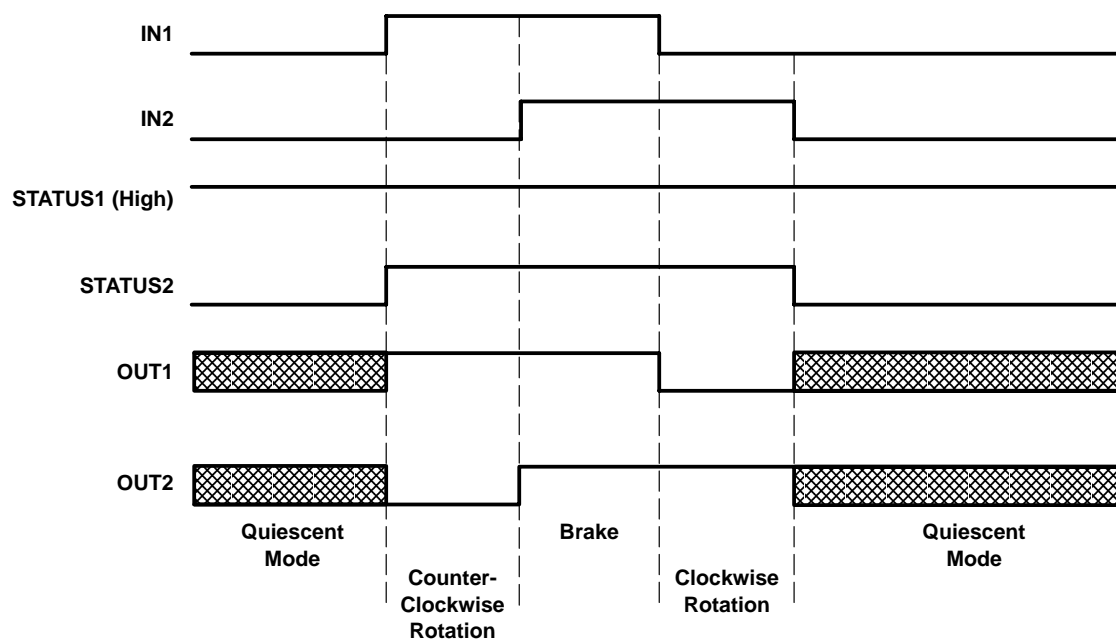 IN1
IN2
STATUS1 (High)
STATUS2
OUT1
OUT2
Quiescent
Mode
Counter-
Clockwise
Rotation
Brake
Clockwise
Rotation
Quiescent
Mode